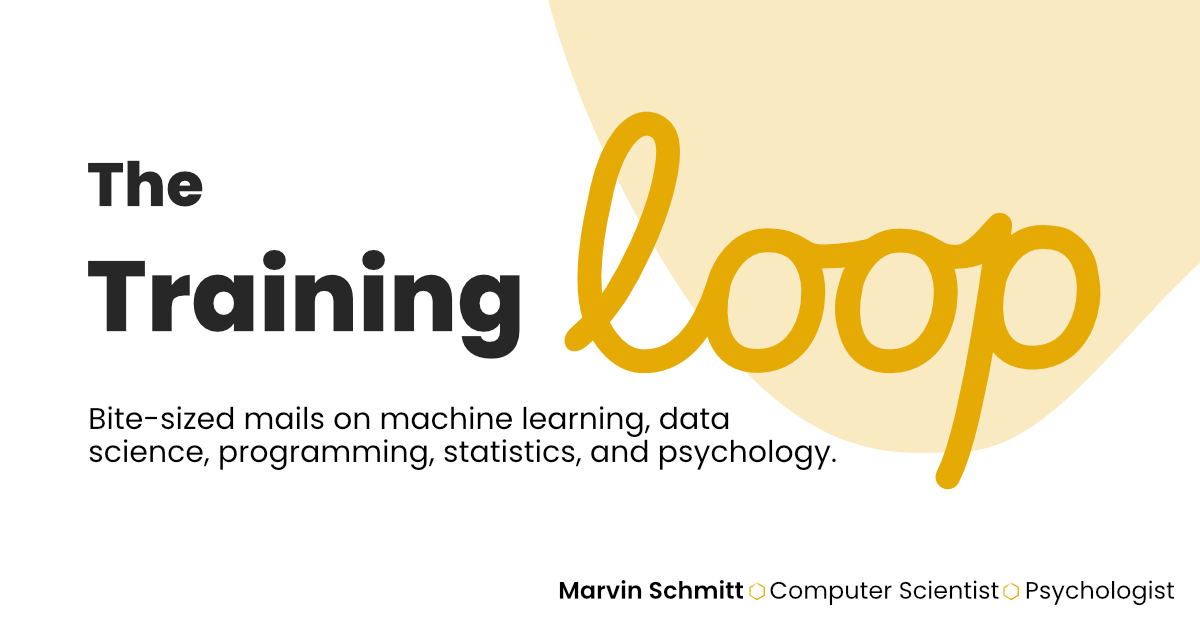 The
Training loop
Bite-sized mails on machine learning, data
science, programming, statistics, and psychology.
Marvin Schmitt Computer Scientist Psychologist